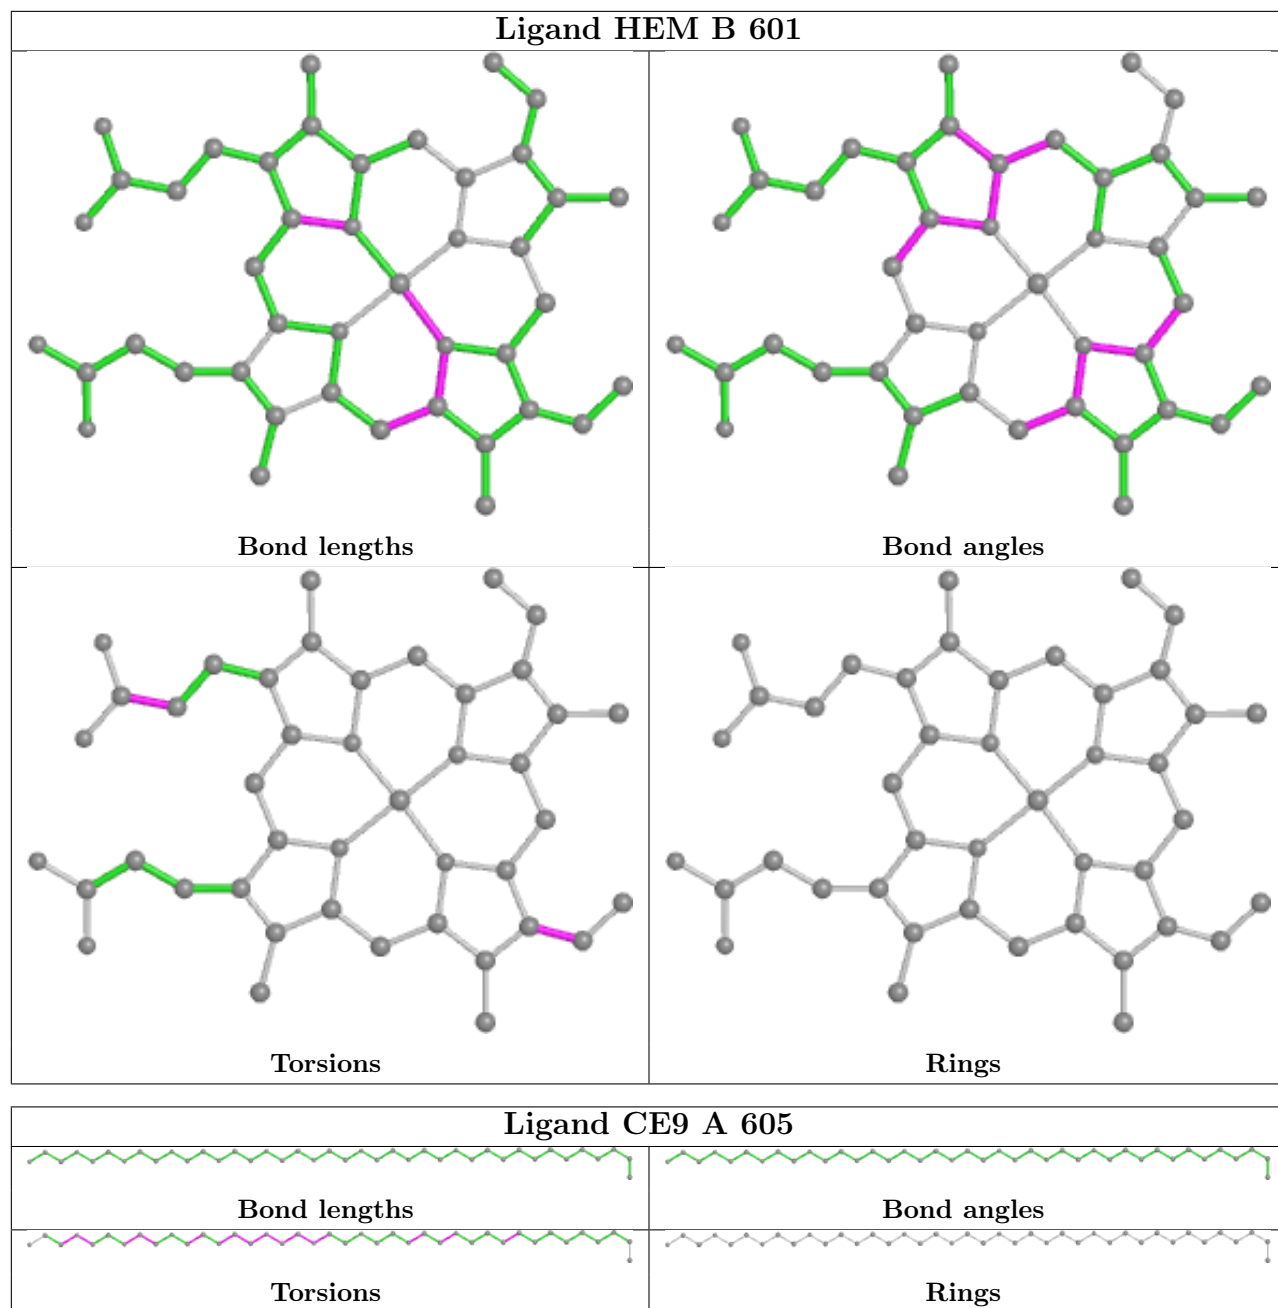 Ligand HEM B 601
Bond lengths
Bond angles
Torsions
Rings
Ligand CE9 A 605
Bond lengths
Bond angles
Torsions
Rings